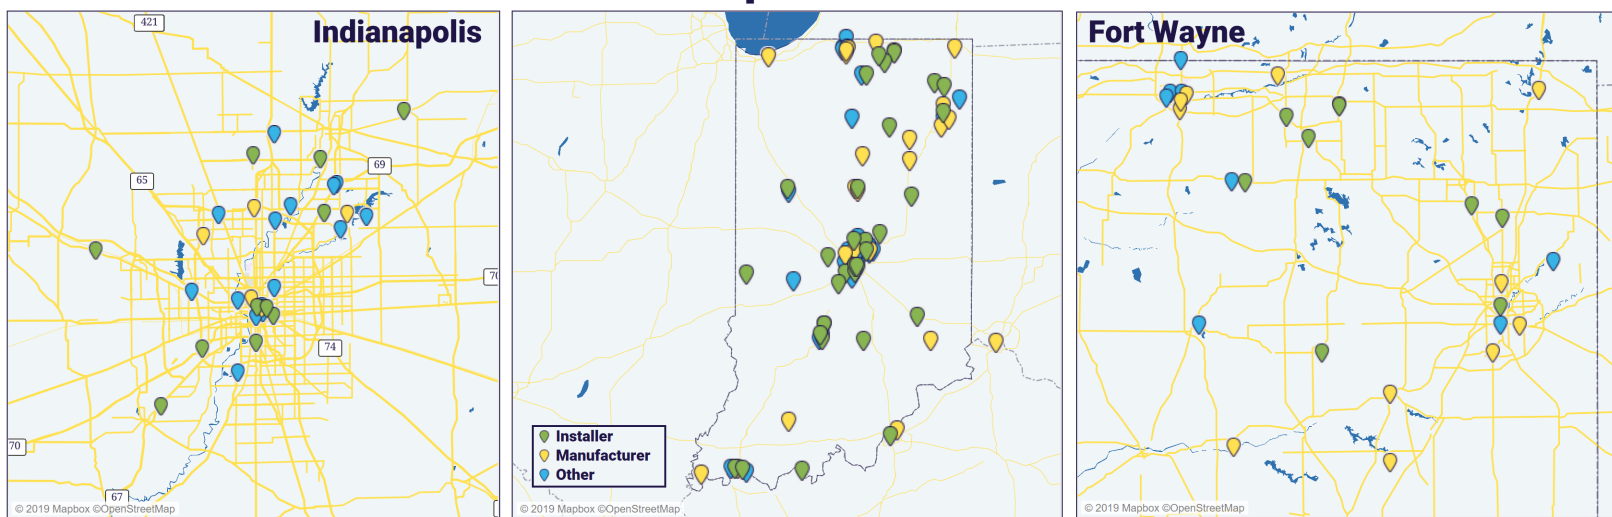 Indianapolis
421
69
65
70
74
70
67
© 2019 Mapbox ©OpenStreetMap
Installer
Manufacturer
Other
© 2019 Mapbox ©OpenStreetMap
Fort Wayne
© 2019 Mapbox ©OpenStreetMap